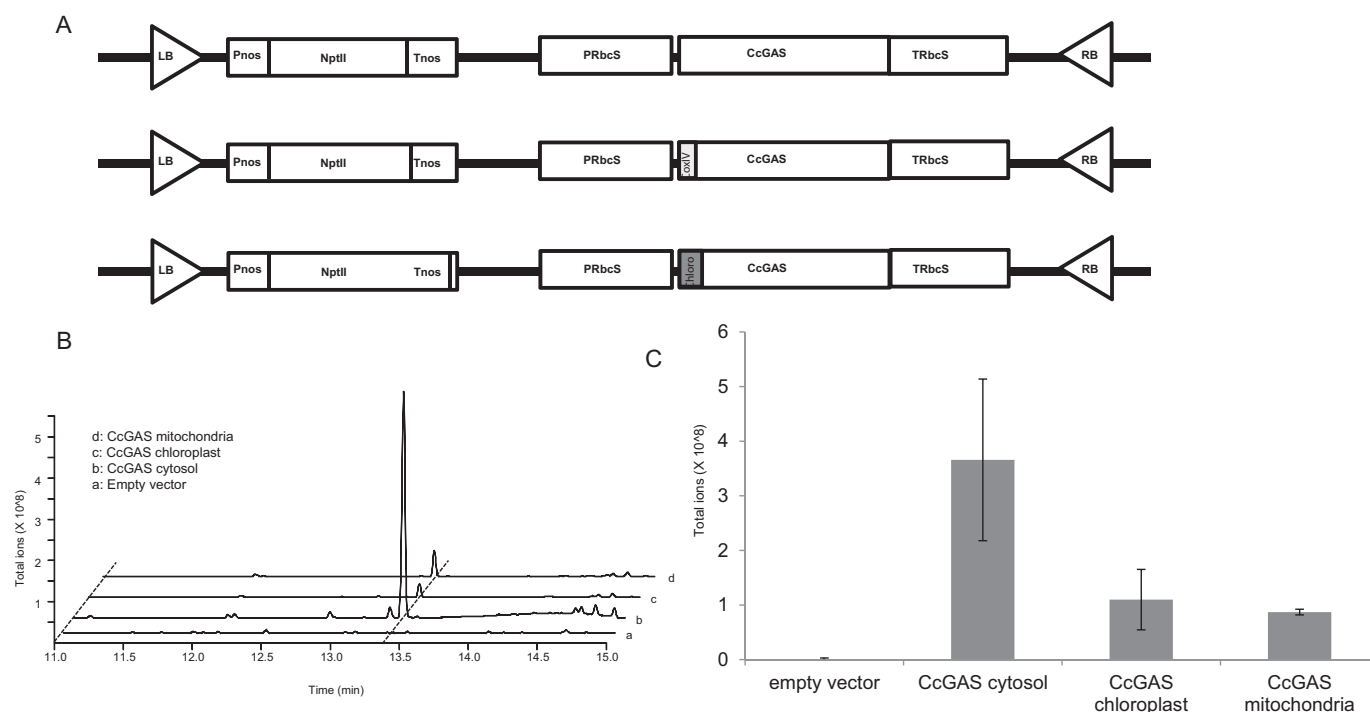 A
LB Pnos NptII Tnos PRbcS CcGAS TRbcS RB
LB Pnos NptII Tnos PRbcS oxIV CcGAS TRbcS RB
LB Pnos NptII Tnos PRbcS hloro CcGAS TRbcS RB
B
Total ions (X 10^8)
5
4
3
2
1
d: CcGAS mitochondria
c: CcGAS chloroplast
b: CcGAS cytosol
a: Empty vector
d
c
b
a
11.0 11.5 12.0 12.5 13.0 13.5 14.0 14.5 15.0
Time (min)
C
Total ions (X 10^8)
6
5
4
3
2
1
0
empty vector
CcGAS cytosol
CcGAS
chloroplast
CcGAS
mitochondria